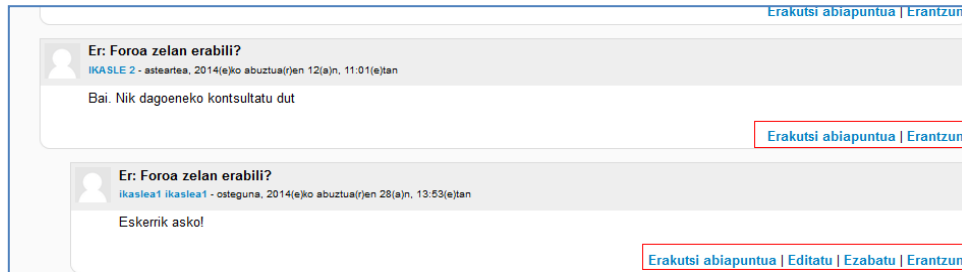 Erakutsi abiapuntua | Erantzun
Er: Foroa zelan erabili?
IKASLE 2 - asteartea, 2014(e)ko abuztua(r)en 12(a)n, 11:01(e)tan
Bai. Nik dagoeneko kontsultatu dut
Erakutsi abiapuntua | Erantzun
Er: Foroa zelan erabili?
ikaslea1 ikaslea1 - osteguna, 2014(e)ko abuztua(r)en 28(a)n, 13:53(e)tan
Eskerrik asko!
Erakutsi abiapuntua | Editatu | Ezabatu | Erantzun